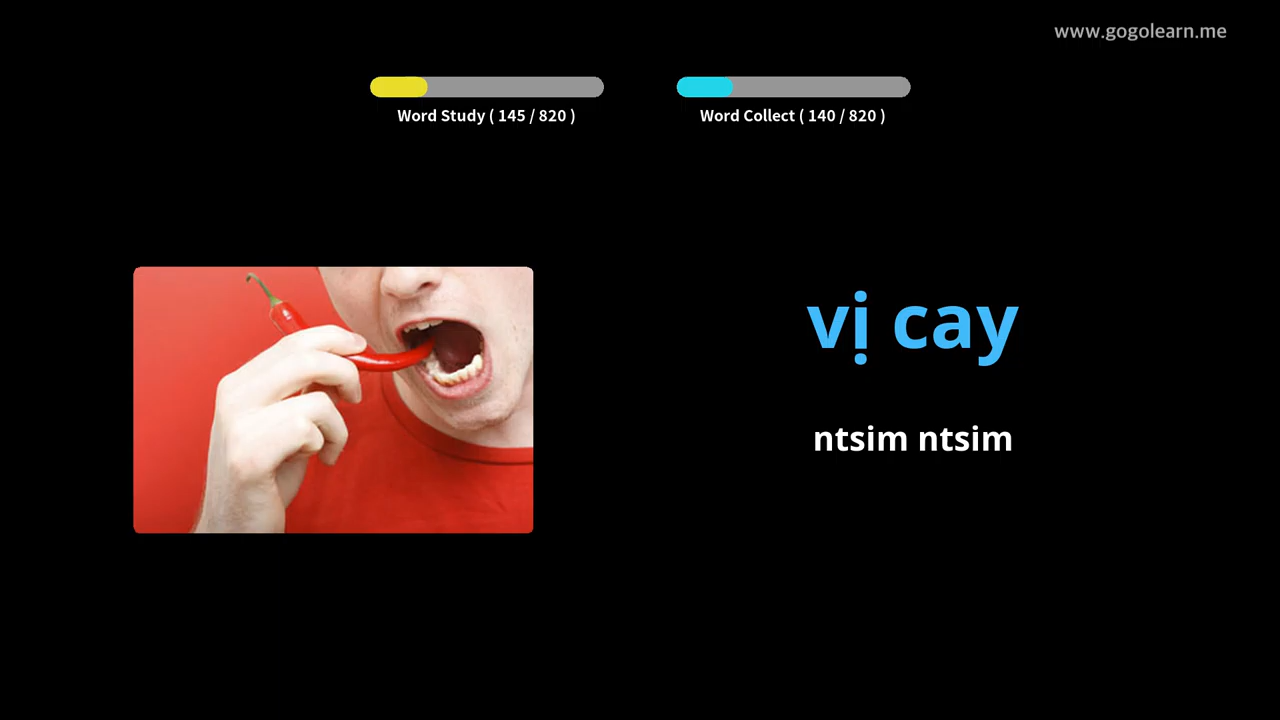 www.gogolearn.me
Word Study ( 145 / 820 )
Word Collect ( 140 / 820 )
vị cay
ntsim ntsim